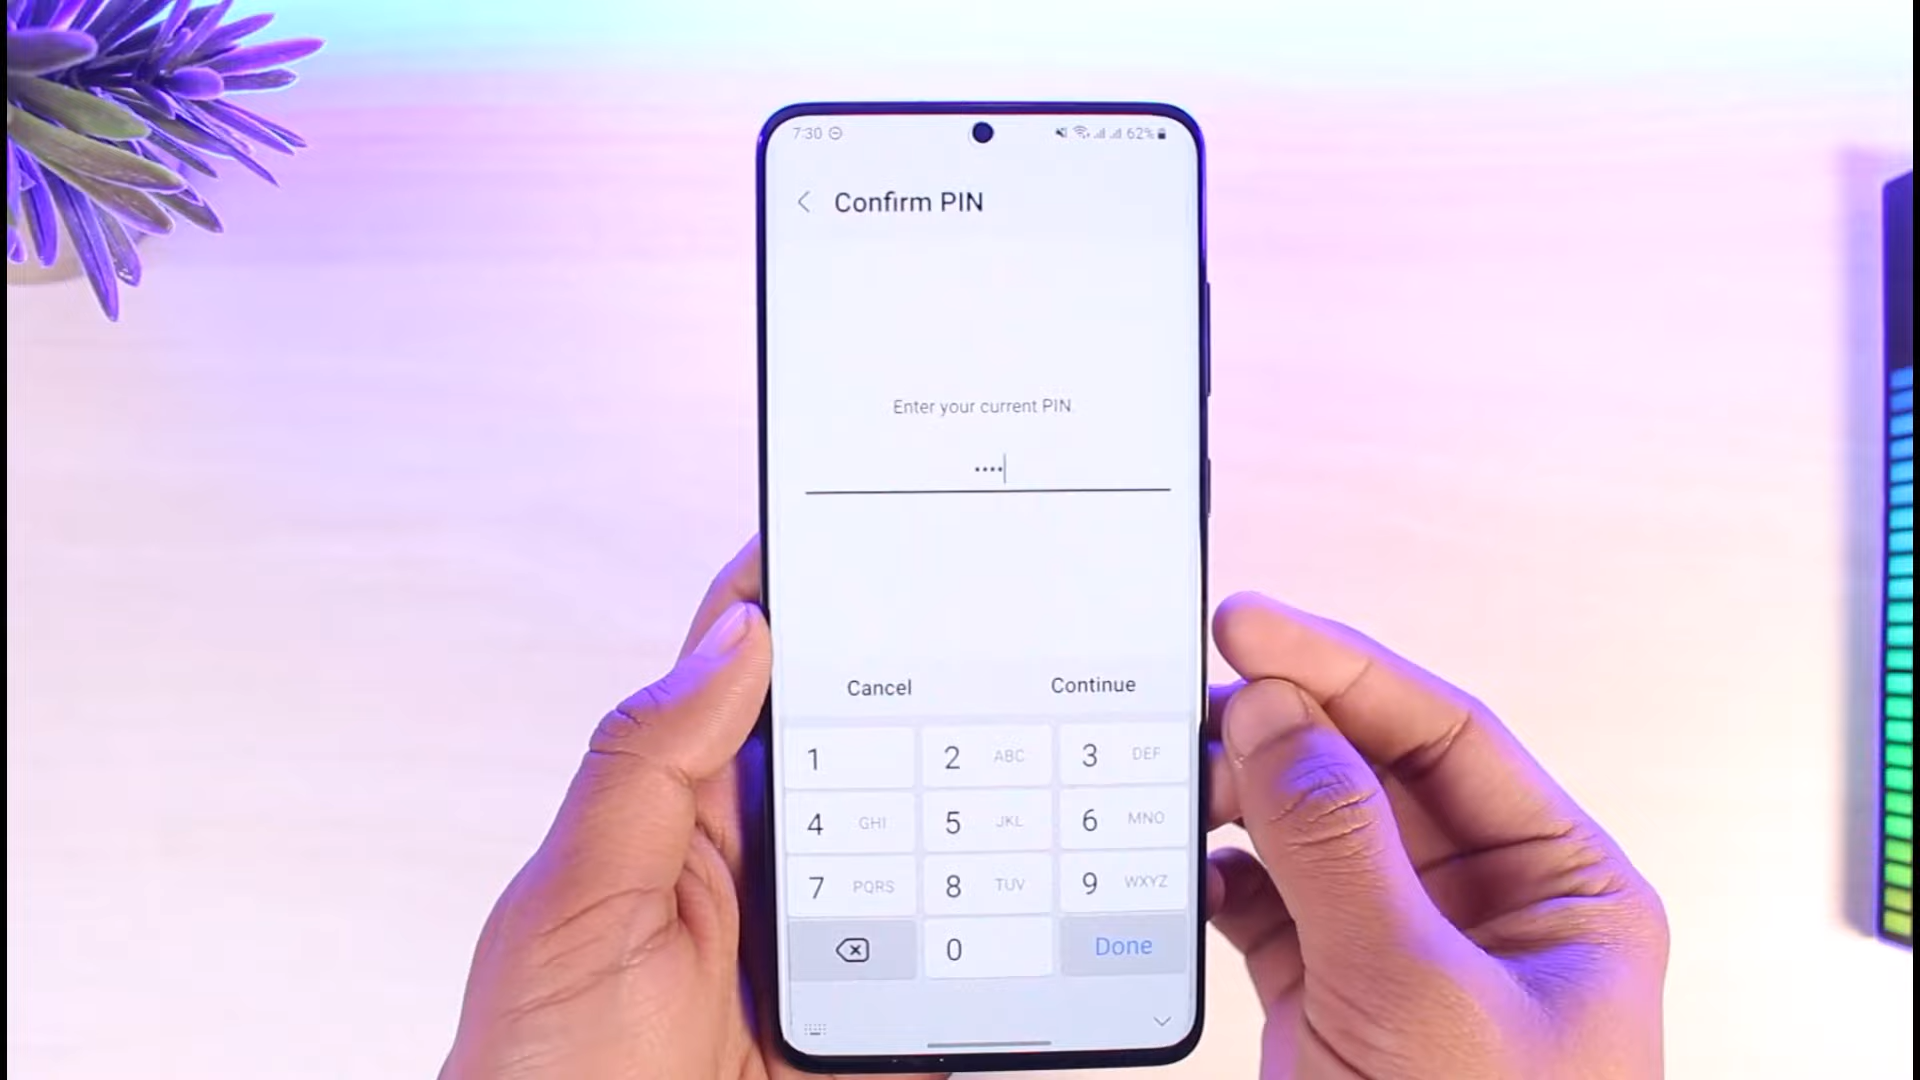 7:30 62%
Confirm PIN
Enter your current PIN.
••••
Cancel Continue
1 2 ABC 3 DEF
4 GHI 5 JKL 6 MNO
7 PQRS 8 TUV 9 WXYZ
0 Done